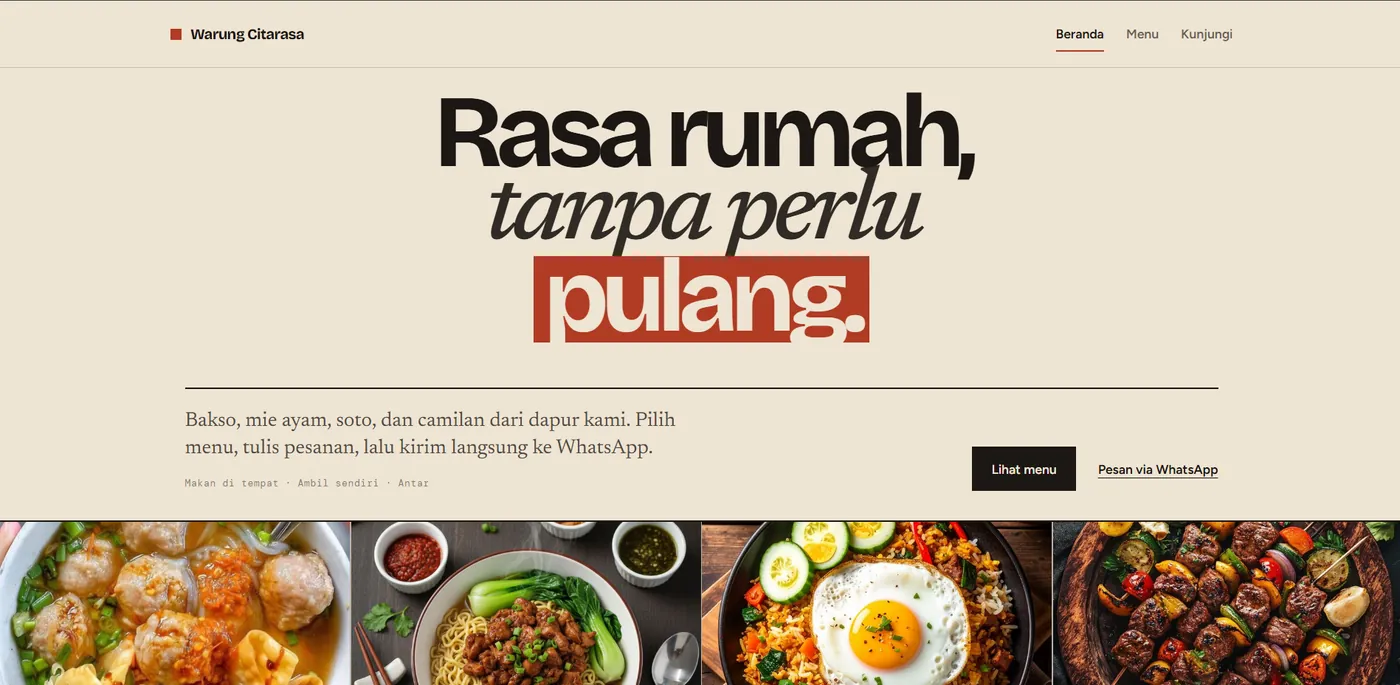 Warung Citarasa
Beranda
Menu
Kunjungi
Rasa rumah,
tanpa perlu
pulang.
Bakso, mie ayam, soto, dan camilan dari dapur kami. Pilih
menu, tulis pesanan, lalu kirim langsung ke WhatsApp.
Makan di tempat · Ambil sendiri · Antar
Lihat menu
Pesan via WhatsApp